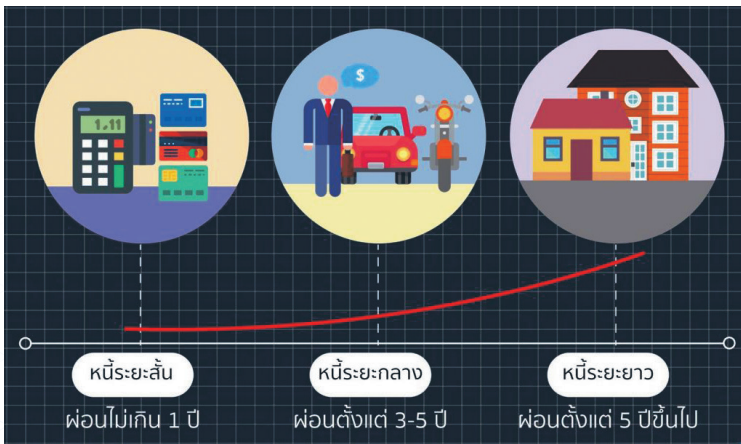 1.11
$
หนี้ระยะสั้น
ผ่อนไม่เกิน 1 ปี
หนี้ระยะกลาง
ผ่อนตั้งแต่ 3-5 ปี
หนี้ระยะยาว
ผ่อนตั้งแต่ 5 ปีขึ้นไป